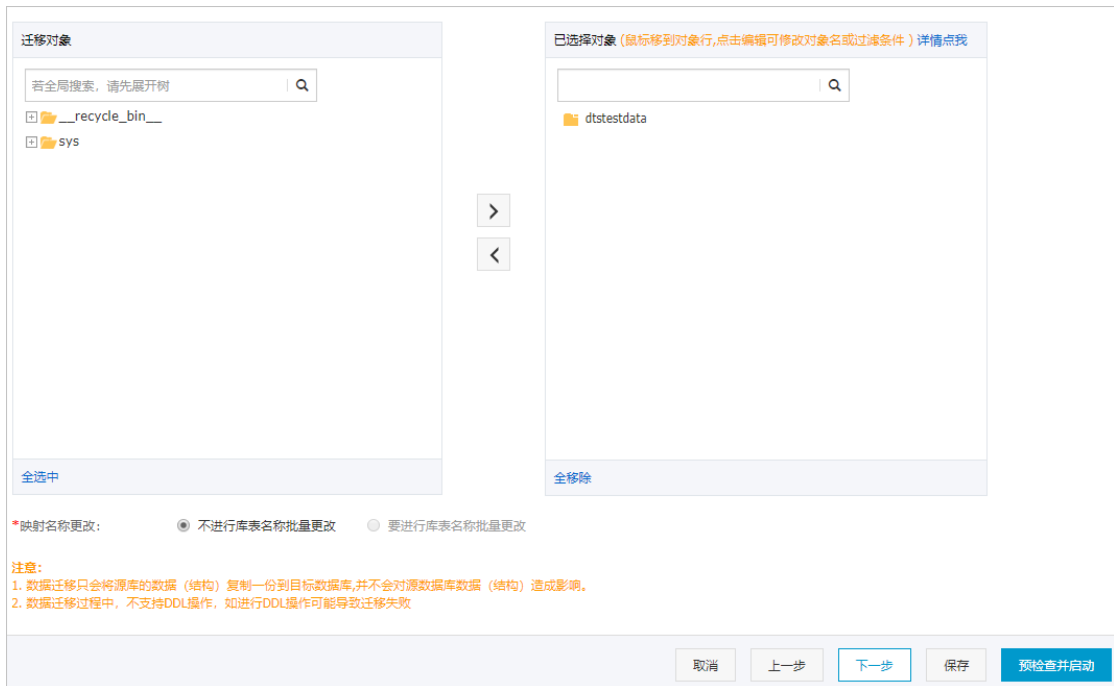 迁移对象
若全局搜索，请先展开树
__recycle_bin__
sys
全选中
已选择对象 (鼠标移到对象行,点击编辑可修改对象名或过滤条件 ) 详情点我
dtstestdata
全移除
*映射名称更改： 不进行库表名称批量更改 要进行库表名称批量更改
注意：
1. 数据迁移只会将源库的数据（结构）复制一份到目标数据库,并不会对源数据库数据（结构）造成影响。
2. 数据迁移过程中，不支持DDL操作，如进行DDL操作可能导致迁移失败
取消 上一步 下一步 保存 预检查并启动